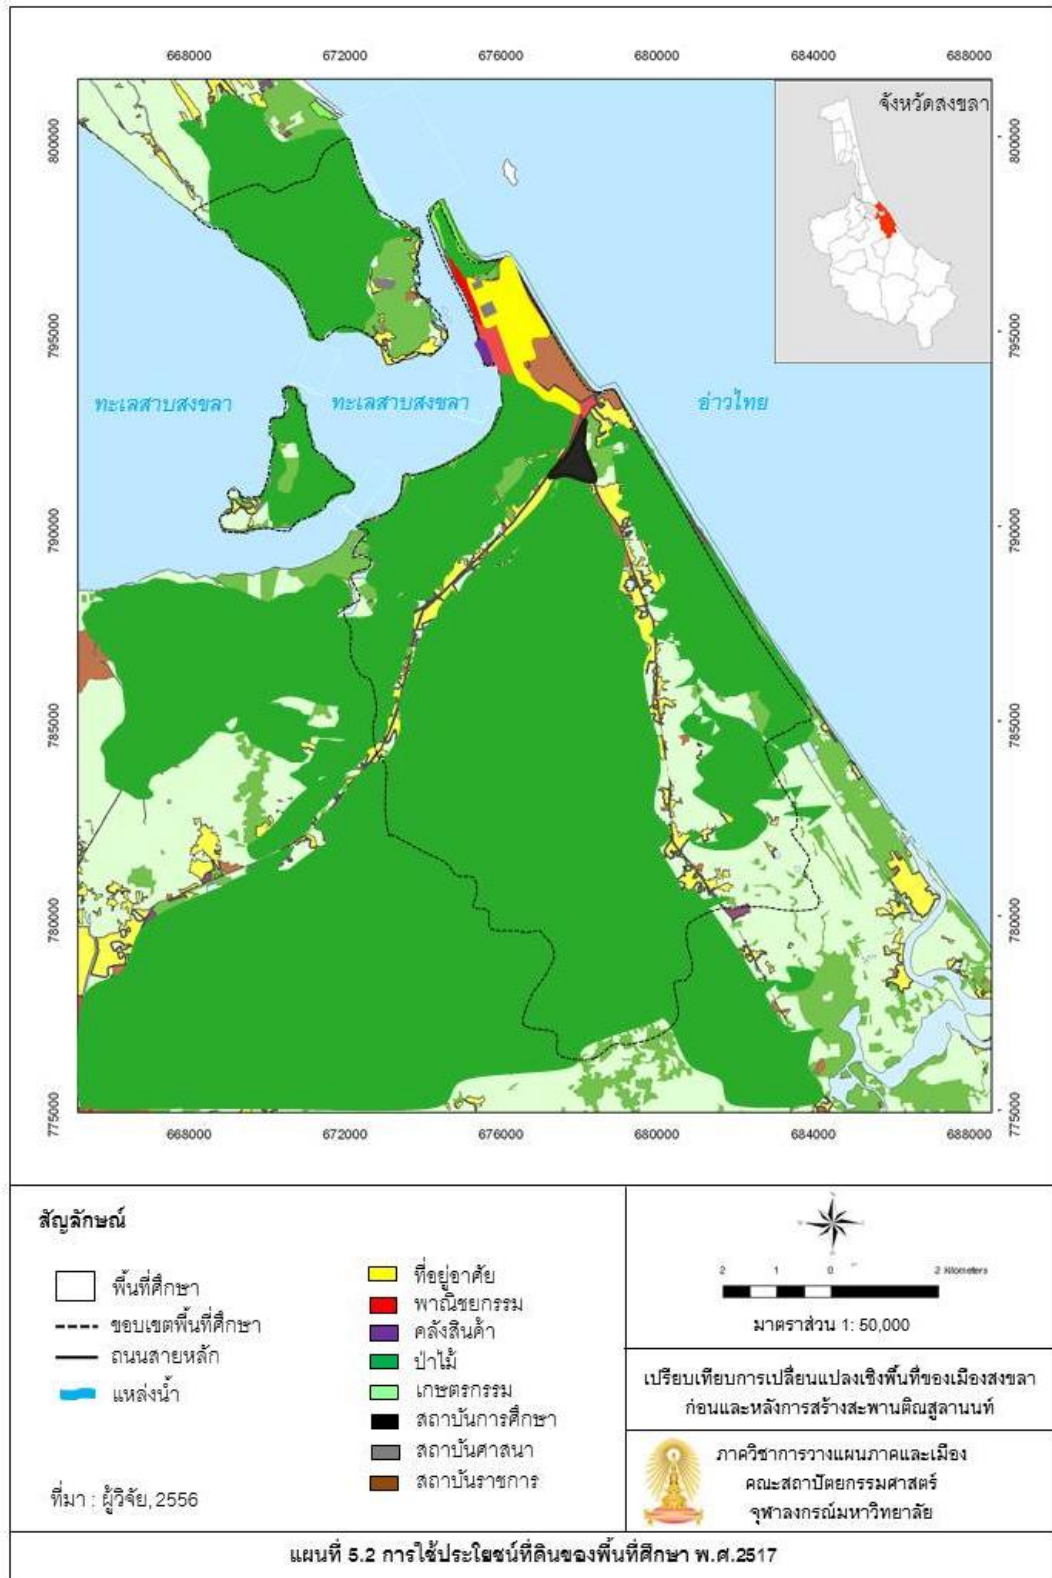 668000 672000 676000 680000 684000 688000
จังหวัดสงขลา
800000 800000
795000 795000
ทะเลสาบสงขลา ทะเลสาบสงขลา อ่าวไทย
790000 790000
785000 785000
780000 780000
775000 775000
668000 672000 676000 680000 684000 688000
สัญลักษณ์
พื้นที่ศึกษา
ขอบเขตพื้นที่ศึกษา
ถนนสายหลัก
แหล่งน้ำ
ที่อยู่อาศัย
พาณิชยกรรม
คลังสินค้า
ป่าไม้
เกษตรกรรม
สถาบันการศึกษา
สถาบันศาสนา
สถาบันราชการ
ที่มา : ผู้วิจัย, 2556
2 1 0 2 Kilometers
มาตราส่วน 1: 50,000
เปรียบเทียบการเปลี่ยนแปลงเชิงพื้นที่ของเมืองสงขลา
ก่อนและหลังการสร้างสะพานติณสูลานนท์
ภาควิชาการวางแผนภาคและเมือง
คณะสถาปัตยกรรมศาสตร์
จุฬาลงกรณ์มหาวิทยาลัย
แผนที่ 5.2 การใช้ประโยชน์ที่ดินของพื้นที่ศึกษา พ.ศ.2517